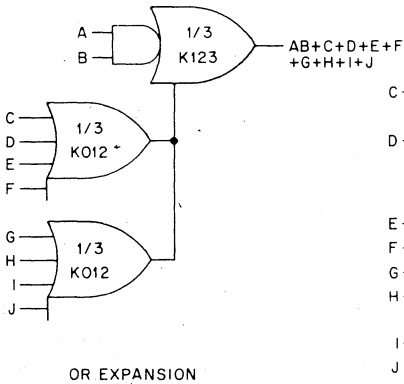 A
B
1/3
K123
AB+C+D+E+F
+G+H+I+J
C
D
E
F
1/3
K012
G
H
I
J
1/3
K012
OR EXPANSION
C
D
E
F
G
H
I
J